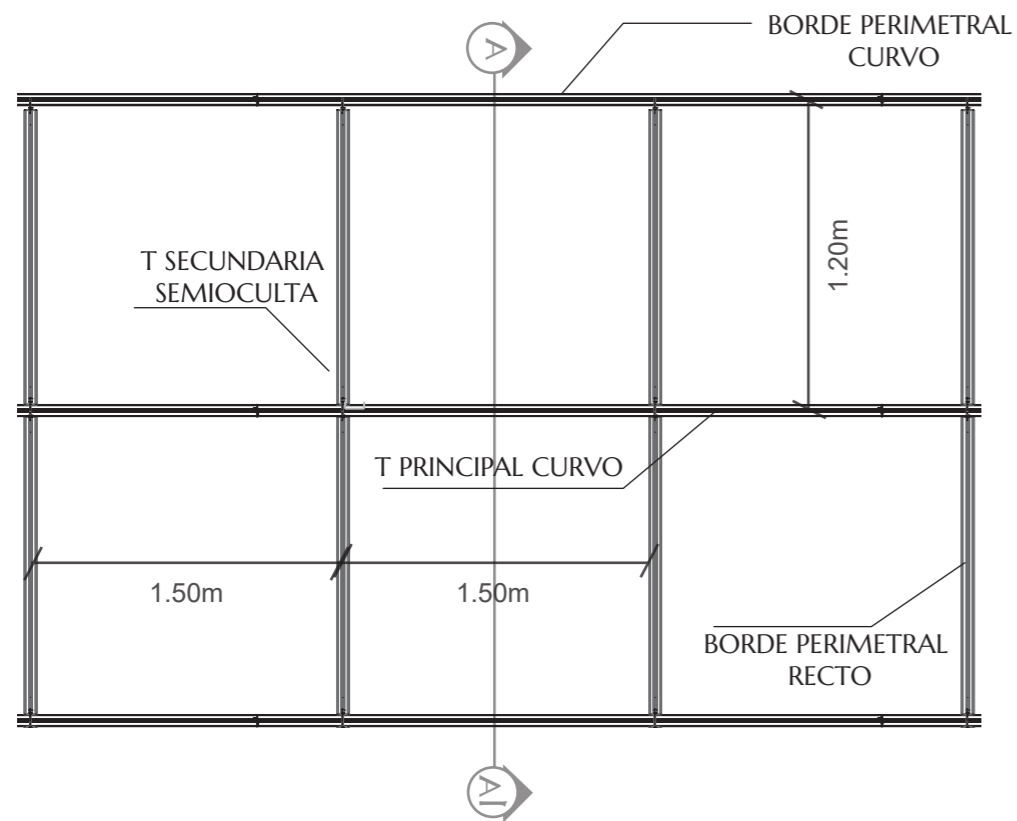 A
BORDE PERIMETRAL
CURVO
1.20m
T SECUNDARIA
SEMIOCULTA
T PRINCIPAL CURVO
1.50m
1.50m
BORDE PERIMETRAL
RECTO
A|